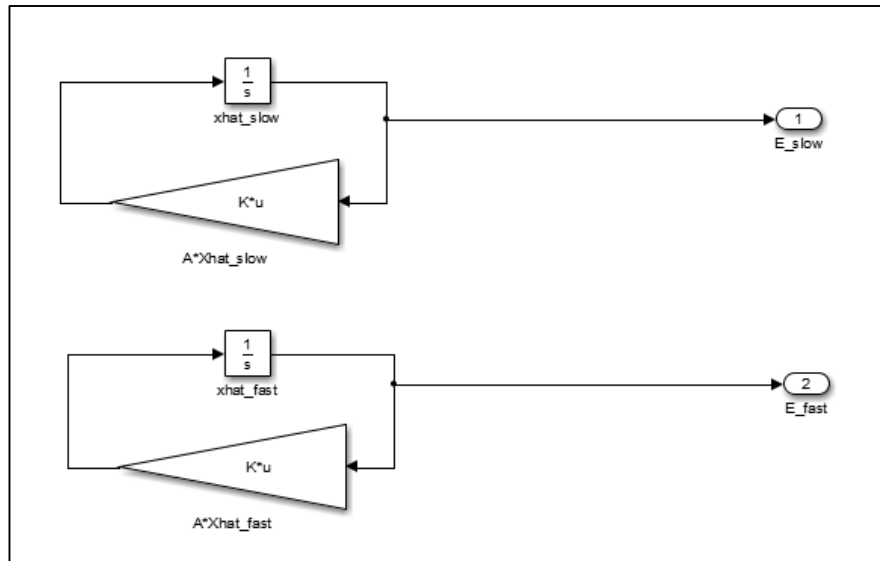 1
s
xhat_slow
1
E_slow
K*u
A*Xhat_slow
1
s
xhat_fast
2
E_fast
K*u
A*Xhat_fast